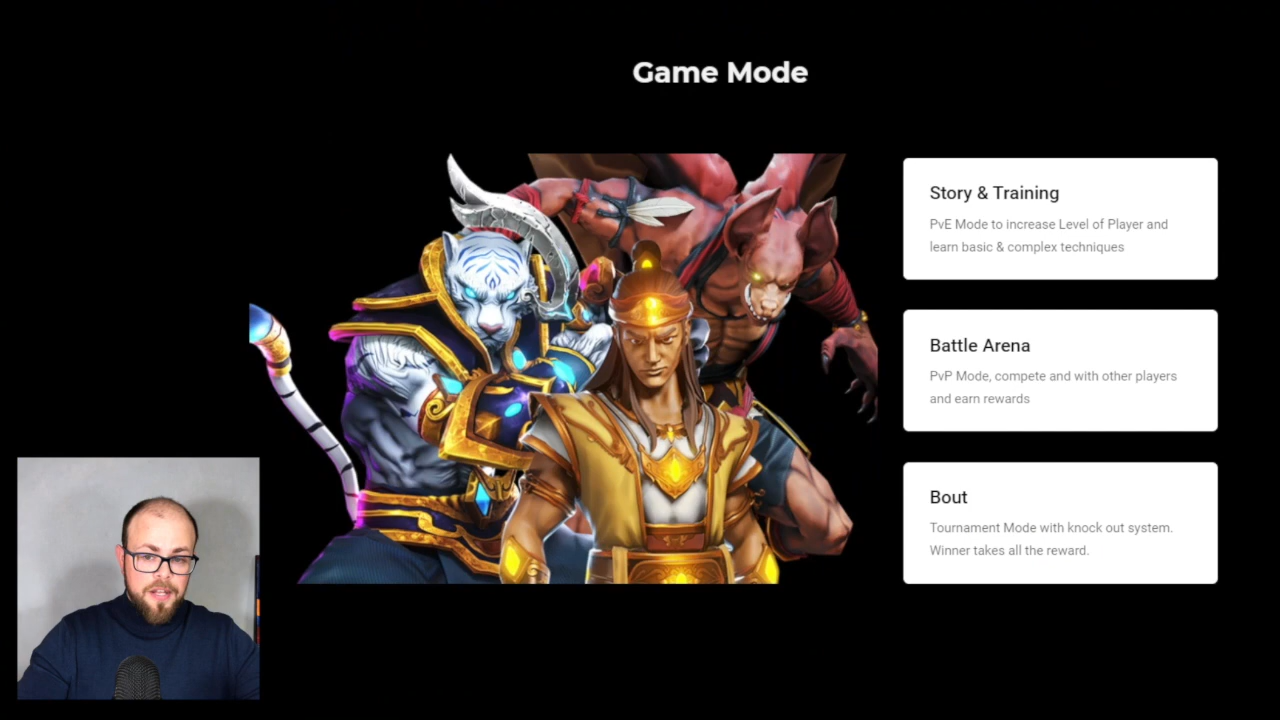 Game Mode
Story & Training
PvE Mode to increase Level of Player and
learn basic & complex techniques
Battle Arena
PvP Mode, compete and with other players
and earn rewards
Bout
Tournament Mode with knock out system.
Winner takes all the reward.